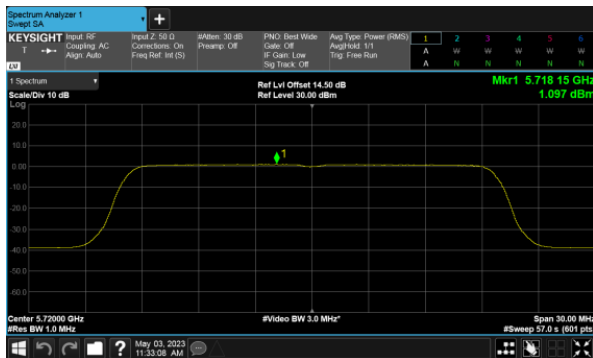 Spectrum Analyzer 1
Swept SA
KEYSIGHT Input: RF Input Z: 50 Ω #Atten: 30 dB PNO: Best Wide Avg Type: Power (RMS) 1 2 3 4 5 6
T Coupling: AC Corrections: On Preamp: Off Gate: Off Avg|Hold: 1/1 A W W W W W
Align: Auto Freq Ref: Int (S) IF Gain: Low Trig: Free Run
LXI Sig Track: Off A N N N N N
1 Spectrum Ref Lvl Offset 14.50 dB Mkr1 5.718 15 GHz
Scale/Div 10 dB Ref Level 30.00 dBm 1.097 dBm
Log
20.0
10.0
1
0.00
-10.0
-20.0
-30.0
-40.0
-50.0
-60.0
Center 5.72000 GHz #Video BW 3.0 MHz* Span 30.00 MHz
#Res BW 1.0 MHz #Sweep 57.0 s (601 pts)
? May 03, 2023
11:33:08 AM